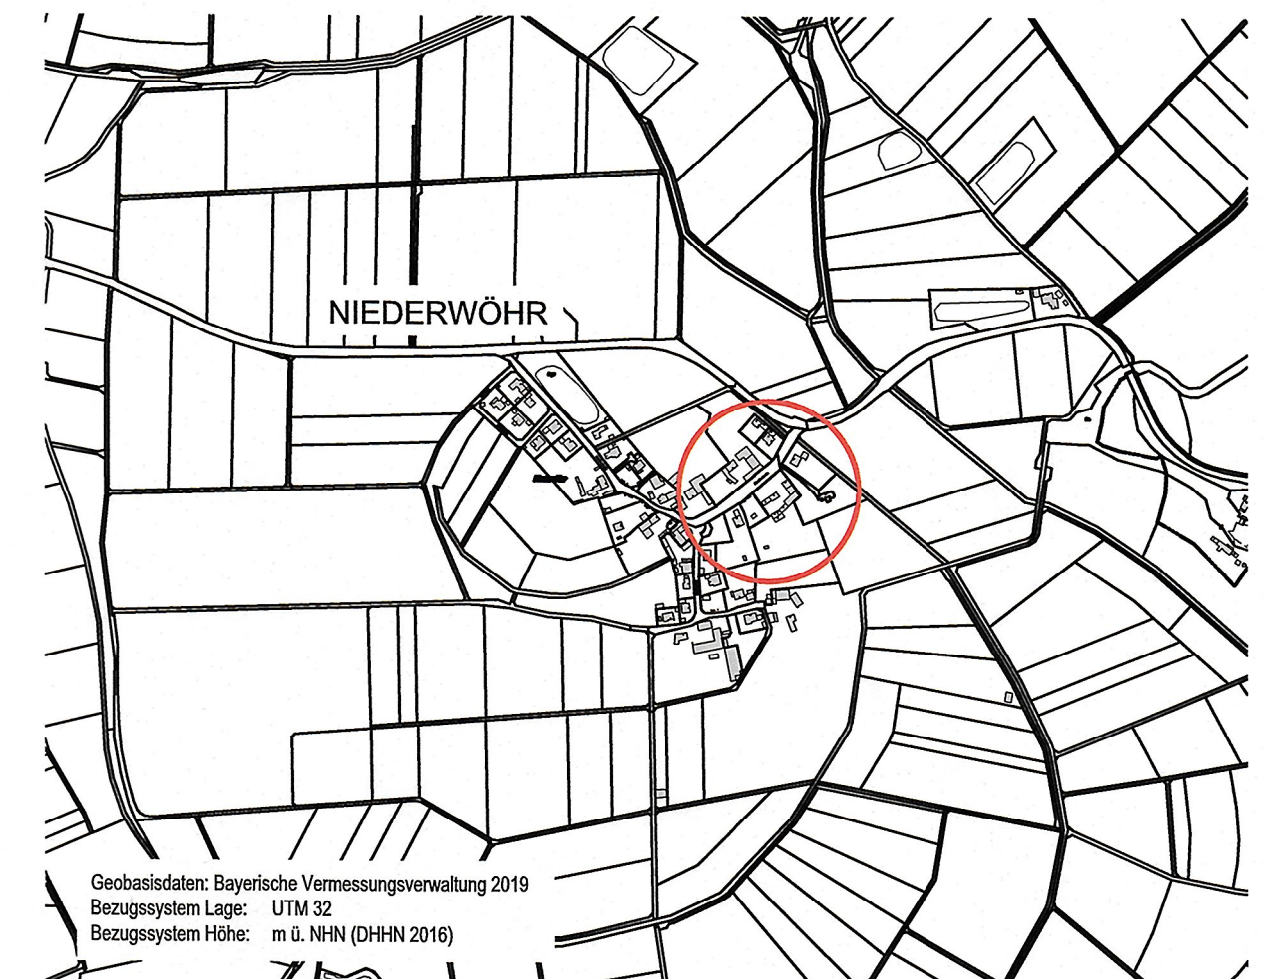 NIEDERWÖHR
Geobasisdaten: Bayerische Vermessungsverwaltung 2019
Bezugssystem Lage: UTM 32
Bezugssystem Höhe: m ü. NHN (DHHN 2016)